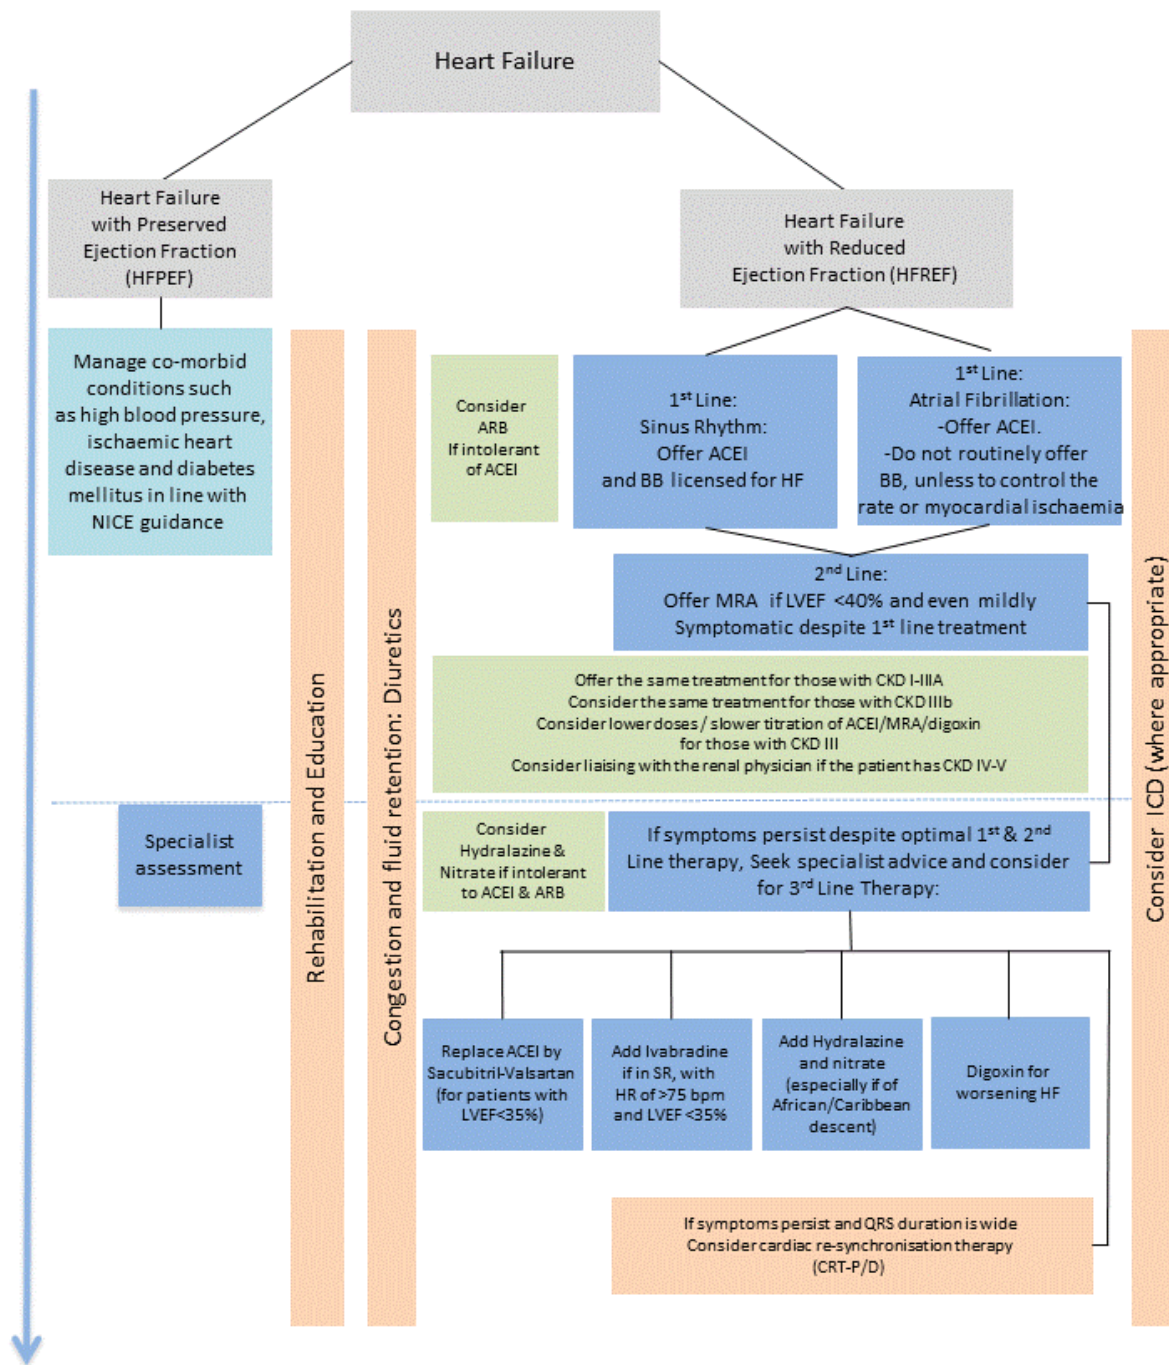 Heart Failure
Heart Failure
with Preserved
Ejection Fraction
(HFPEF)
Heart Failure
with Reduced
Ejection Fraction (HFREF)
Manage co-morbid
conditions such
as high blood pressure,
ischaemic heart
disease and diabetes
mellitus in line with
NICE guidance
Rehabilitation and Education
Congestion and fluid retention: Diuretics
Consider
ARB
If intolerant
of ACEI
1st Line:
Sinus Rhythm:
Offer ACEI
and BB licensed for HF
1st Line:
Atrial Fibrillation:
-Offer ACEI.
-Do not routinely offer
BB, unless to control the
rate or myocardial ischaemia
Consider ICD (where appropriate)
2nd Line:
Offer MRA if LVEF <40% and even mildly
Symptomatic despite 1st line treatment
Offer the same treatment for those with CKD I-IIIA
Consider the same treatment for those with CKD IIIb
Consider lower doses / slower titration of ACEI/MRA/digoxin
for those with CKD III
Consider liaising with the renal physician if the patient has CKD IV-V
Specialist
assessment
Consider
Hydralazine &
Nitrate if intolerant
to ACEI & ARB
If symptoms persist despite optimal 1st & 2nd
Line therapy, Seek specialist advice and consider
for 3rd Line Therapy:
Replace ACEI by
Sacubitril-Valsartan
(for patients with
LVEF<35%)
Add Ivabradine
if in SR, with
HR of >75 bpm
and LVEF <35%
Add Hydralazine
and nitrate
(especially if of
African/Caribbean
descent)
Digoxin for
worsening HF
If symptoms persist and QRS duration is wide
Consider cardiac re-synchronisation therapy
(CRT-P/D)